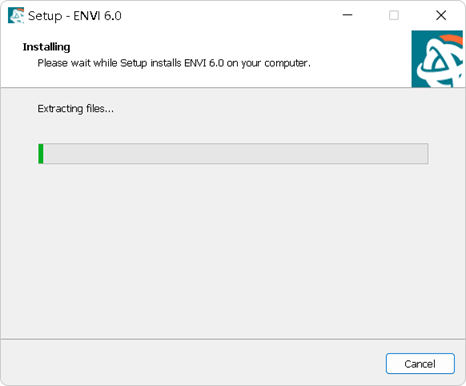 Setup - ENVI 6.0
Installing
Please wait while Setup installs ENVI 6.0 on your computer.
Extracting files...
Cancel